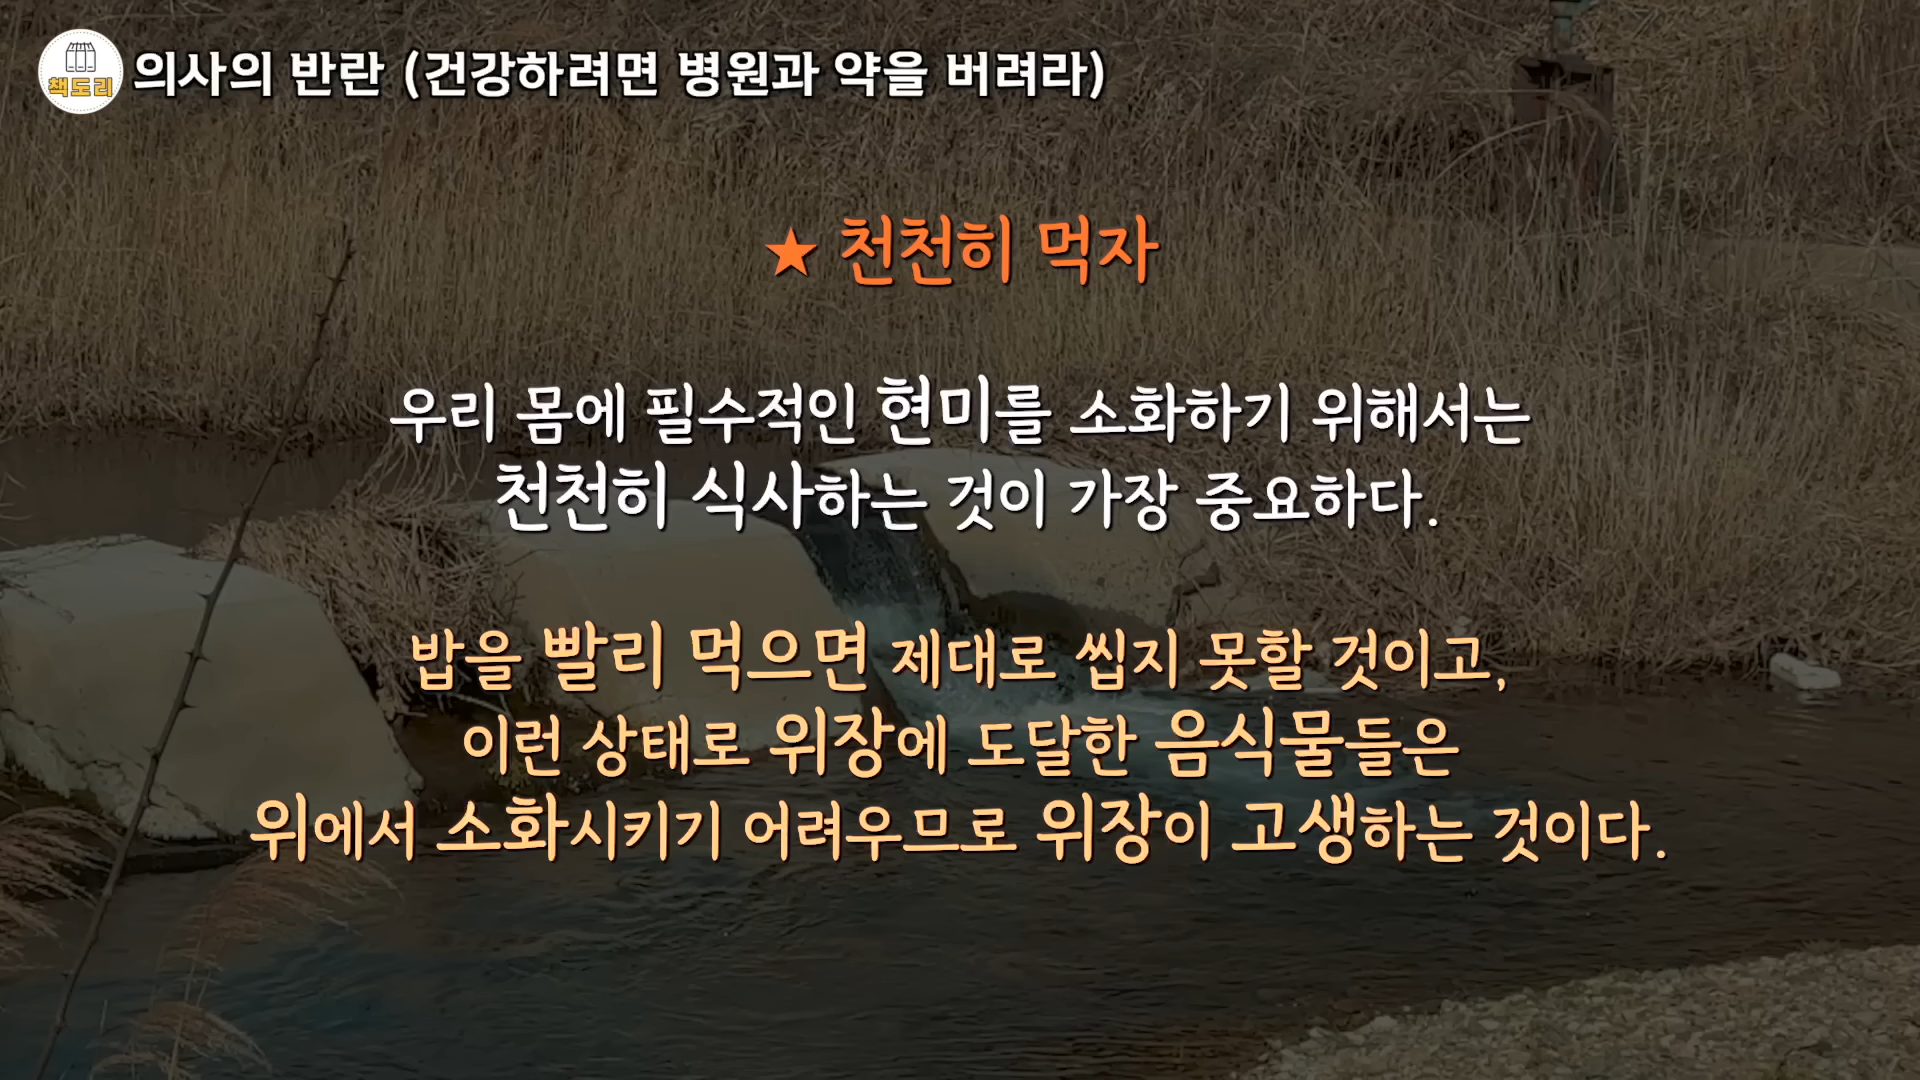 책도리
의사의 반란 (건강하려면 병원과 약을 버려라)
★ 천천히 먹자
우리 몸에 필수적인 현미를 소화하기 위해서는
천천히 식사하는 것이 가장 중요하다.
밥을 빨리 먹으면 제대로 씹지 못할 것이고,
이런 상태로 위장에 도달한 음식물들은
위에서 소화시키기 어려우므로 위장이 고생하는 것이다.